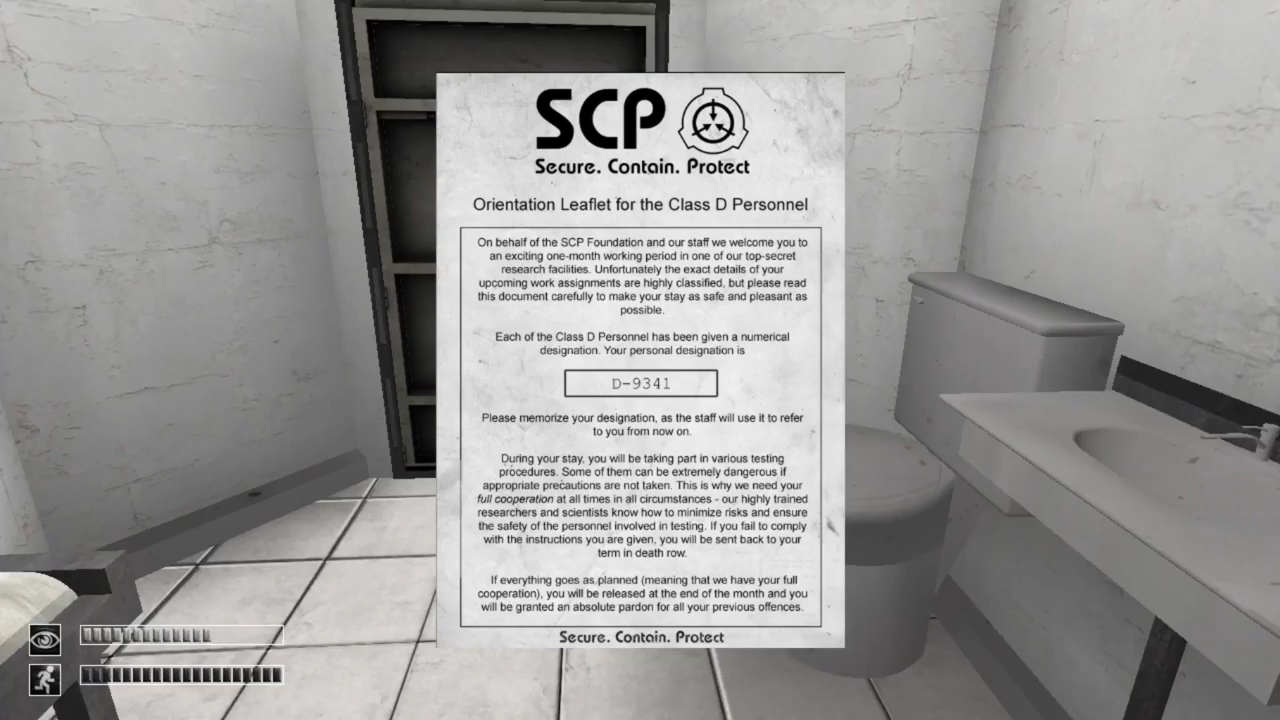 SCP
Secure. Contain. Protect
Orientation Leaflet for the Class D Personnel
On behalf of the SCP Foundation and our staff we welcome you to
an exciting one-month working period in one of our top-secret
research facilities. Unfortunately the exact details of your
upcoming work assignments are highly classified, but please read
this document carefully to make your stay as safe and pleasant as
possible.
Each of the Class D Personnel has been given a numerical
designation. Your personal designation is
D-9341
Please memorize your designation, as the staff will use it to refer
to you from now on.
During your stay, you will be taking part in various testing
procedures. Some of them can be extremely dangerous if
appropriate precautions are not taken. This is why we need your
full cooperation at all times in all circumstances - our highly trained
researchers and scientists know how to minimize risks and ensure
the safety of the personnel involved in testing. If you fail to comply
with the instructions you are given, you will be sent back to your
term in death row.
If everything goes as planned (meaning that we have your full
cooperation), you will be released at the end of the month and you
will be granted an absolute pardon for all your previous offences.
Secure. Contain. Protect